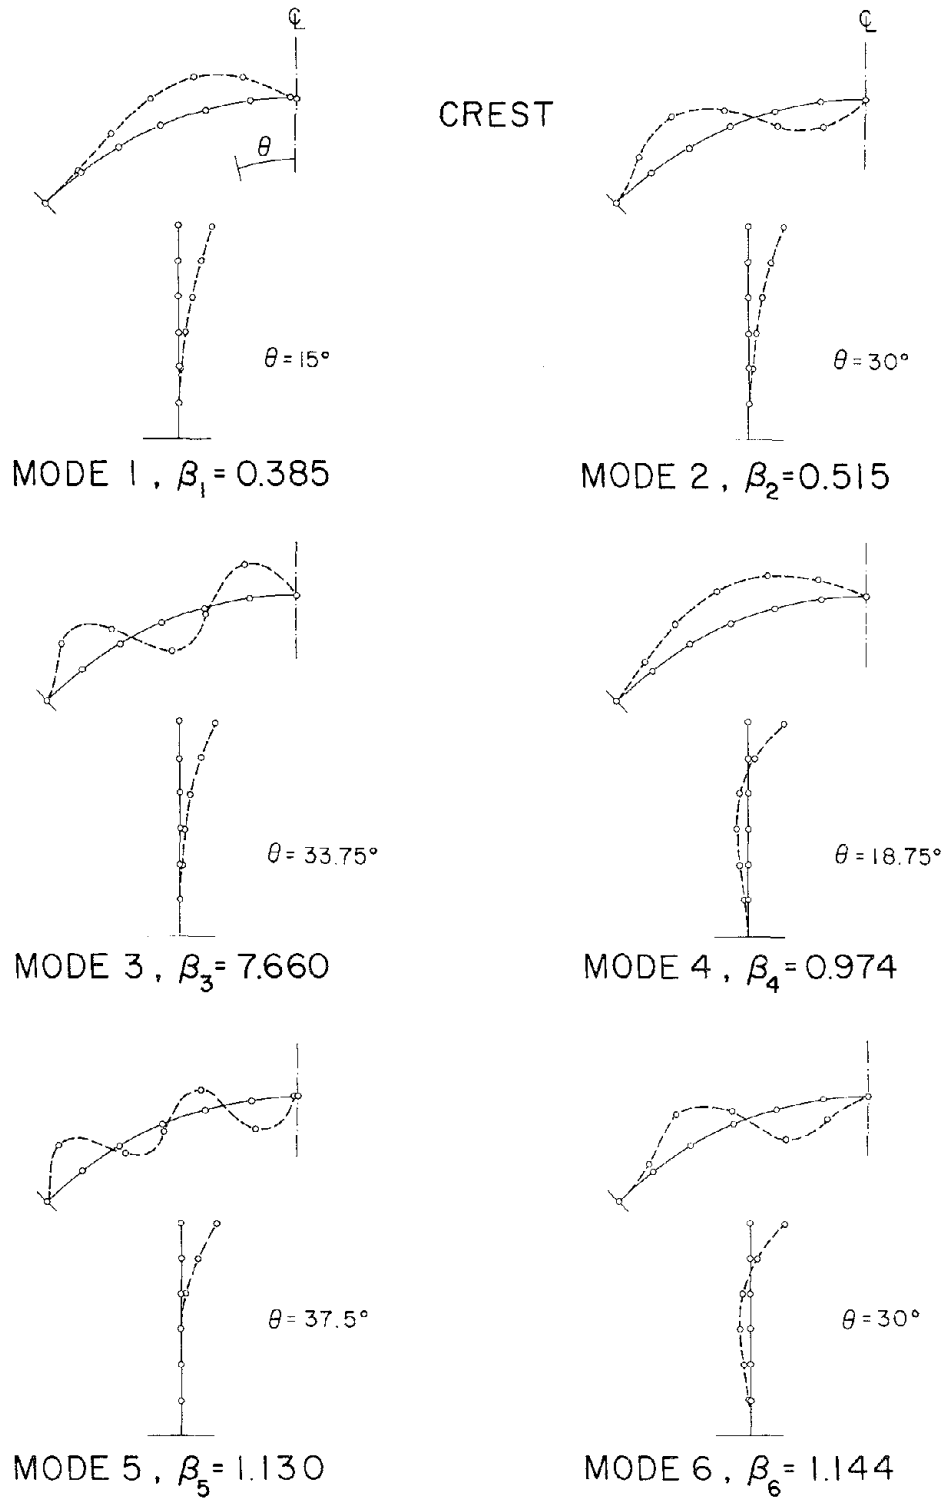 ℄
℄
CREST
θ
θ = 15°
θ = 30°
MODE 1 , β₁ = 0.385
MODE 2 , β₂ = 0.515
θ = 33.75°
θ = 18.75°
MODE 3 , β₃ = 7.660
MODE 4 , β₄ = 0.974
θ = 37.5°
θ = 30°
MODE 5 , β₅ = 1.130
MODE 6 , β₆ = 1.144